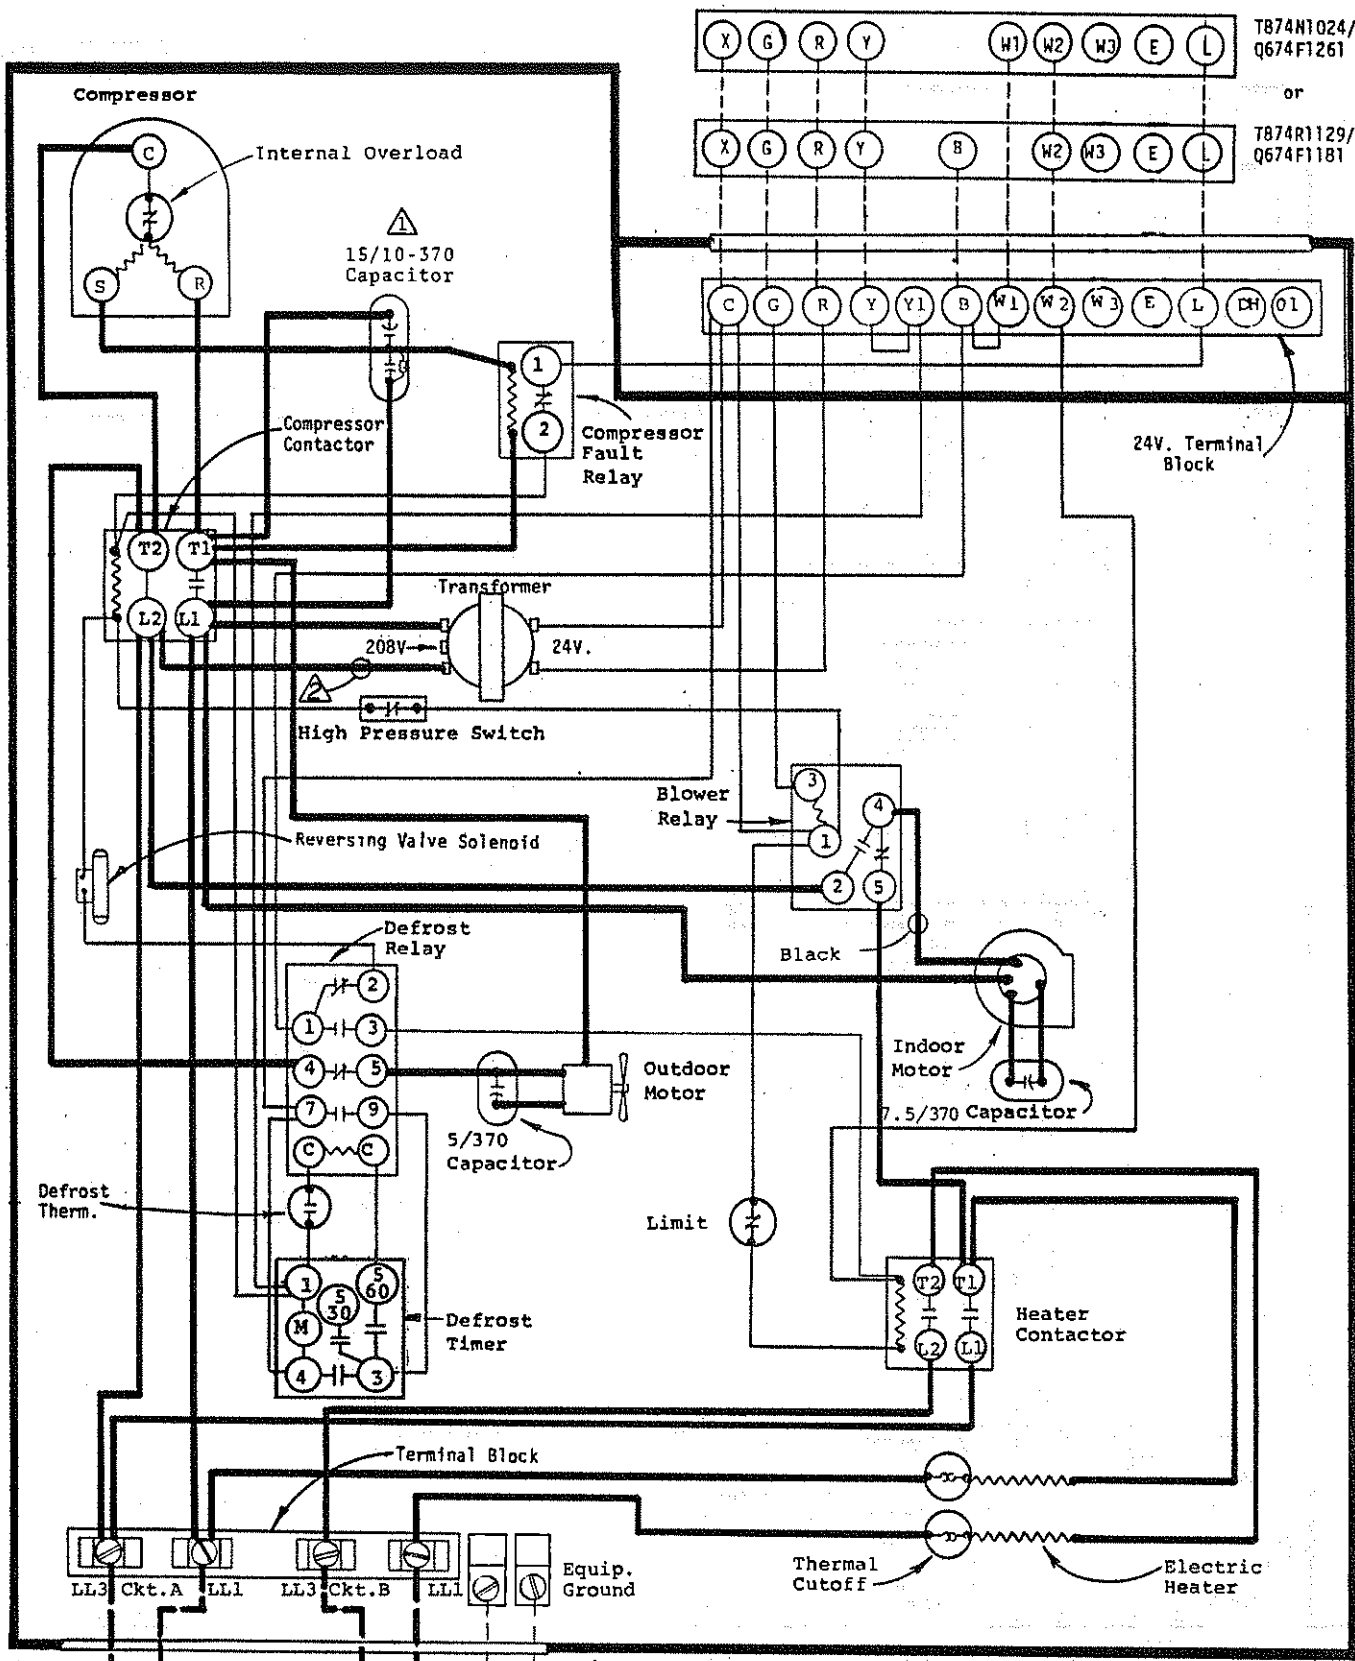 X G R Y W1 W2 W3 E L
T874N1024/
Q674F1261
or
X G R Y B W2 W3 E L
T874R1129/
Q674F1181
Compressor
C
Internal Overload
S R
1
15/10-370
Capacitor
C G R Y Y1 B W1 W2 W3 E L DH O1
24V. Terminal
Block
1
2
Compressor
Fault
Relay
Compressor
Contactor
T2 T1
L2 L1
Transformer
208V
24V.
2
High Pressure Switch
Blower
Relay
3
4
1
2 5
Reversing Valve Solenoid
Defrost
Relay
2
1 3
4 5
7 9
C C
Black
Indoor
Motor
7.5/370 Capacitor
Outdoor
Motor
5/370
Capacitor
Defrost
Therm.
Limit
1
5
30
5
60
M
4 3
Defrost
Timer
T2 T1
L2 L1
Heater
Contactor
Terminal Block
Thermal
Cutoff
Electric
Heater
LL3 Ckt.A LL1 LL3 Ckt.B LL1
Equip.
Ground